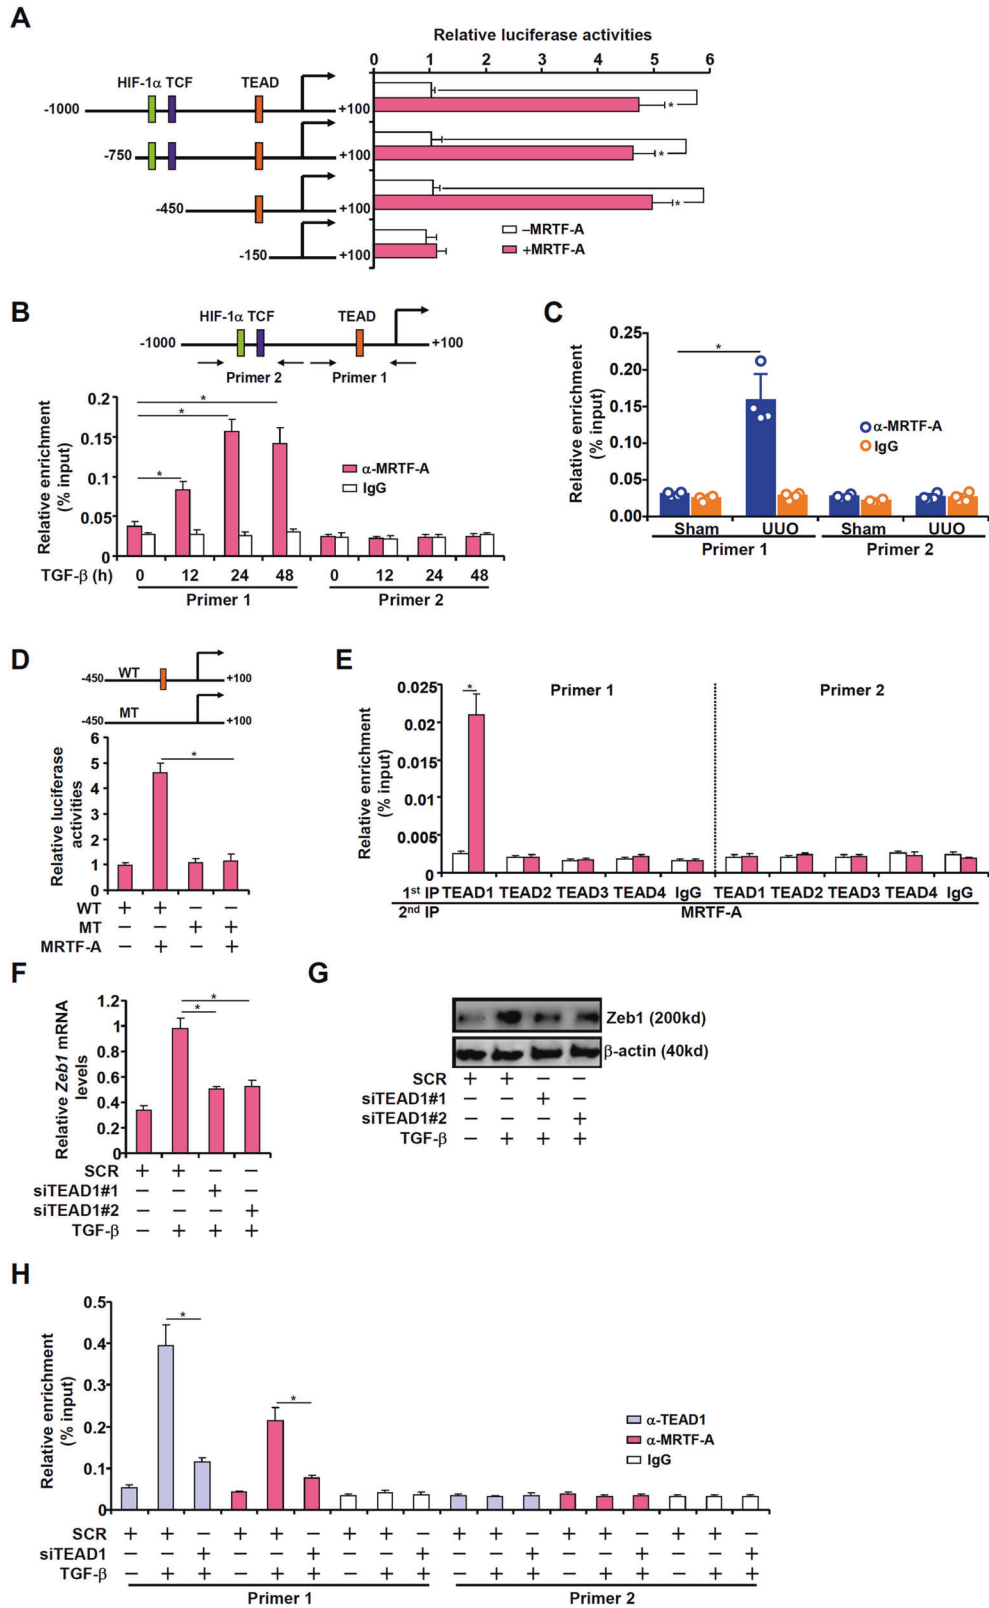 A
Relative luciferase activities
0 1 2 3 4 5 6
HIF-1α TCF TEAD
-1000 +100
*
-750 +100
*
-450 +100
*
-150 +100
−MRTF-A
+MRTF-A
B
HIF-1α TCF TEAD
-1000 +100
Primer 2 Primer 1
Relative enrichment
(% input)
0.2
0.15
0.1
0.05
0
* * *
α-MRTF-A
IgG
TGF-β (h) 0 12 24 48 0 12 24 48
Primer 1 Primer 2
C
Relative enrichment
(% input)
0.25
0.20
0.15
0.10
0.05
0.00
*
α-MRTF-A
IgG
Sham UUO Sham UUO
Primer 1 Primer 2
D
-450 WT +100
-450 MT +100
Relative luciferase
activities
6
5
4
3
2
1
0
*
WT + + − −
MT − − + +
MRTF-A − + − +
E
Relative enrichment
(% input)
0.025
0.02
0.015
0.01
0.005
0
*
Primer 1 Primer 2
1st IP TEAD1 TEAD2 TEAD3 TEAD4 IgG TEAD1 TEAD2 TEAD3 TEAD4 IgG
2nd IP MRTF-A
F
Relative Zeb1 mRNA
levels
1.2
1
0.8
0.6
0.4
0.2
0
* *
SCR + + − −
siTEAD1#1 − − + −
siTEAD1#2 − − − +
TGF-β − + + +
G
Zeb1 (200kd)
β-actin (40kd)
SCR + + − −
siTEAD1#1 − − + −
siTEAD1#2 − − − +
TGF-β − + + +
H
Relative enrichment
(% input)
0.5
0.4
0.3
0.2
0.1
0
* *
α-TEAD1
α-MRTF-A
IgG
SCR + + − + + − + + − + + − + + − + + −
siTEAD1 − − + − − + − − + − − + − − + − − +
TGF-β − + + − + + − + + − + + − + + − + +
Primer 1 Primer 2